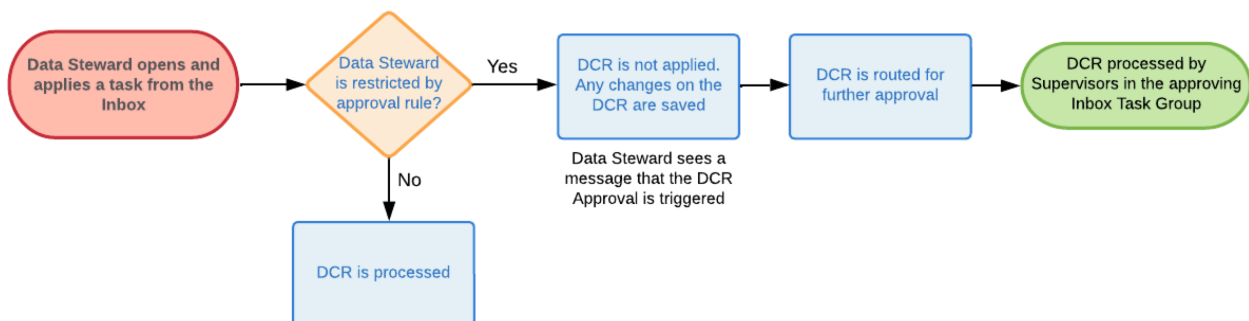 Data Steward opens and
applies a task from the
Inbox
Data Steward
is restricted by
approval rule?
Yes
DCR is not applied.
Any changes on the
DCR are saved
DCR is routed for
further approval
DCR processed by
Supervisors in the approving
Inbox Task Group
Data Steward sees a
message that the DCR
Approval is triggered
No
DCR is processed